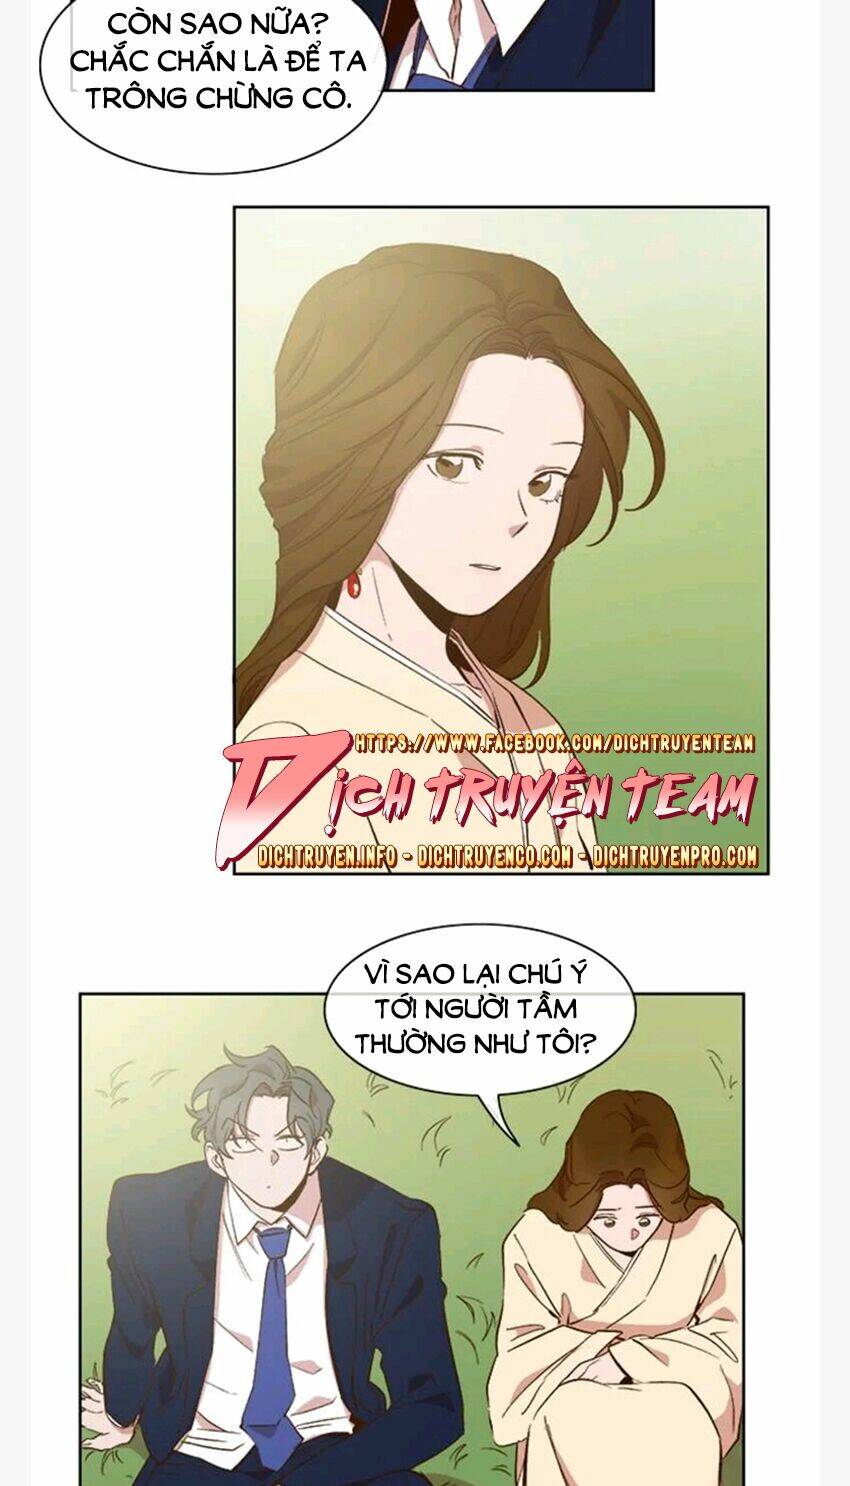 CÒN SAO NỮA?
CHẮC CHẮN LÀ ĐỂ TA
TRÔNG CHỪNG CÔ.
HTTPS://WWW.FACEBOOK.COM/DICHTRUYENTEAM
DỊCH TRUYỆN TEAM
DICHTRUYEN.INFO - DICHTRUYENCO.COM - DICHTRUYENPRO.COM
VÌ SAO LẠI CHÚ Ý
TỚI NGƯỜI TẦM
THƯỜNG NHƯ TÔI?